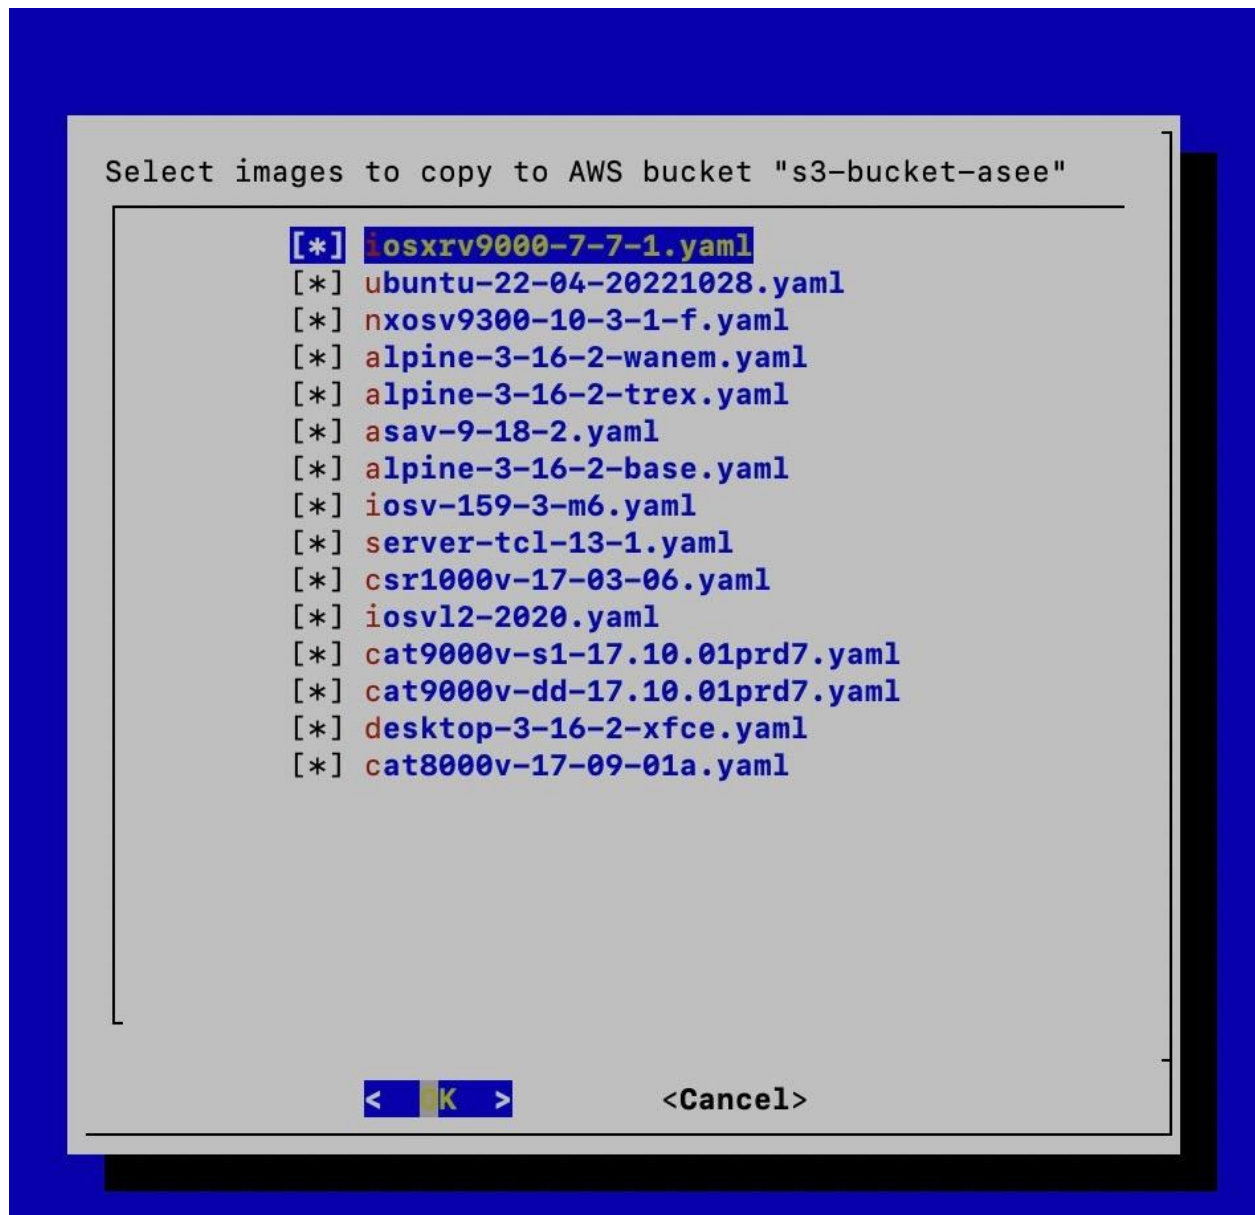 Select images to copy to AWS bucket "s3-bucket-asee"
[*] iosxrv9000-7-7-1.yaml
[*] ubuntu-22-04-20221028.yaml
[*] nxosv9300-10-3-1-f.yaml
[*] alpine-3-16-2-wanem.yaml
[*] alpine-3-16-2-trex.yaml
[*] asav-9-18-2.yaml
[*] alpine-3-16-2-base.yaml
[*] iosv-159-3-m6.yaml
[*] server-tcl-13-1.yaml
[*] csr1000v-17-03-06.yaml
[*] iosvl2-2020.yaml
[*] cat9000v-s1-17.10.01prd7.yaml
[*] cat9000v-dd-17.10.01prd7.yaml
[*] desktop-3-16-2-xfce.yaml
[*] cat8000v-17-09-01a.yaml
<  OK  > <Cancel>